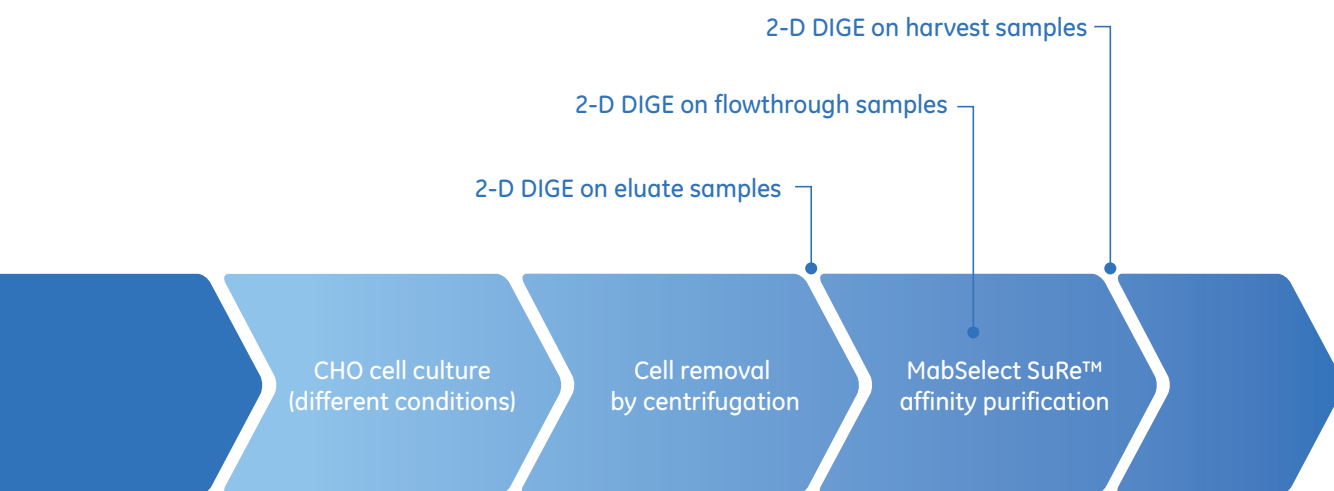 2-D DIGE on harvest samples
2-D DIGE on flowthrough samples
2-D DIGE on eluate samples
CHO cell culture
(different conditions)
Cell removal
by centrifugation
MabSelect SuRe™
affinity purification